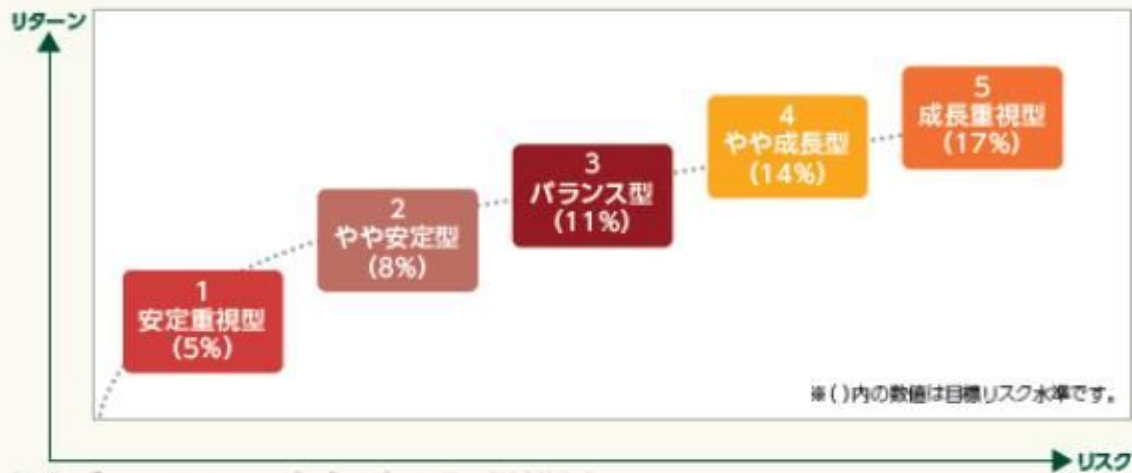 リターン
5
成長重視型
(17%)
4
やや成長型
(14%)
3
バランス型
(11%)
2
やや安定型
(8%)
1
安定重視型
(5%)
※( )内の数値は目標リスク水準です。
リスク